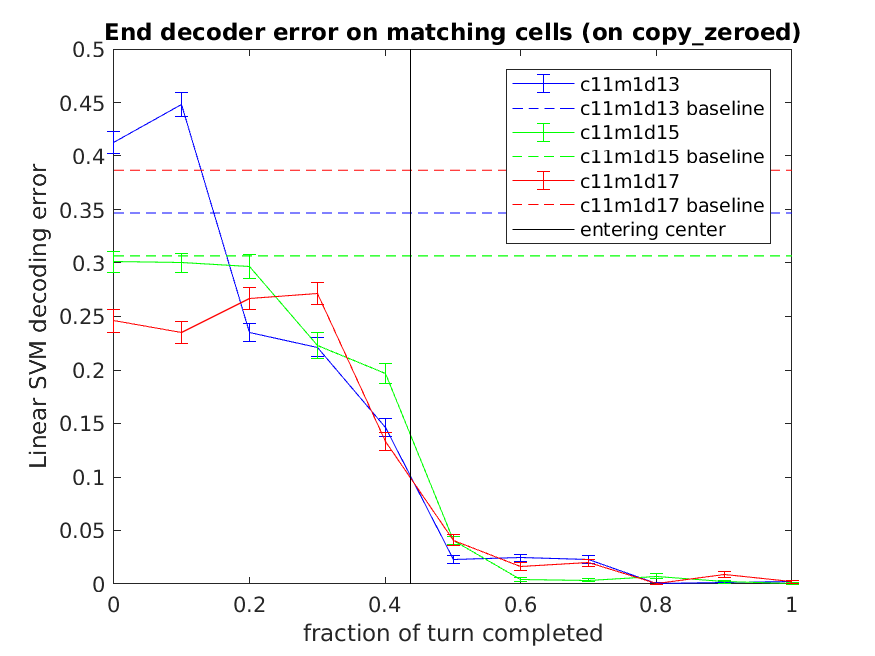 End decoder error on matching cells (on copy_zeroed)
0.5
0.45
0.4
0.35
0.3
0.25
0.2
0.15
0.1
0.05
0
Linear SVM decoding error
c11m1d13
c11m1d13 baseline
c11m1d15
c11m1d15 baseline
c11m1d17
c11m1d17 baseline
entering center
0 0.2 0.4 0.6 0.8 1
fraction of turn completed